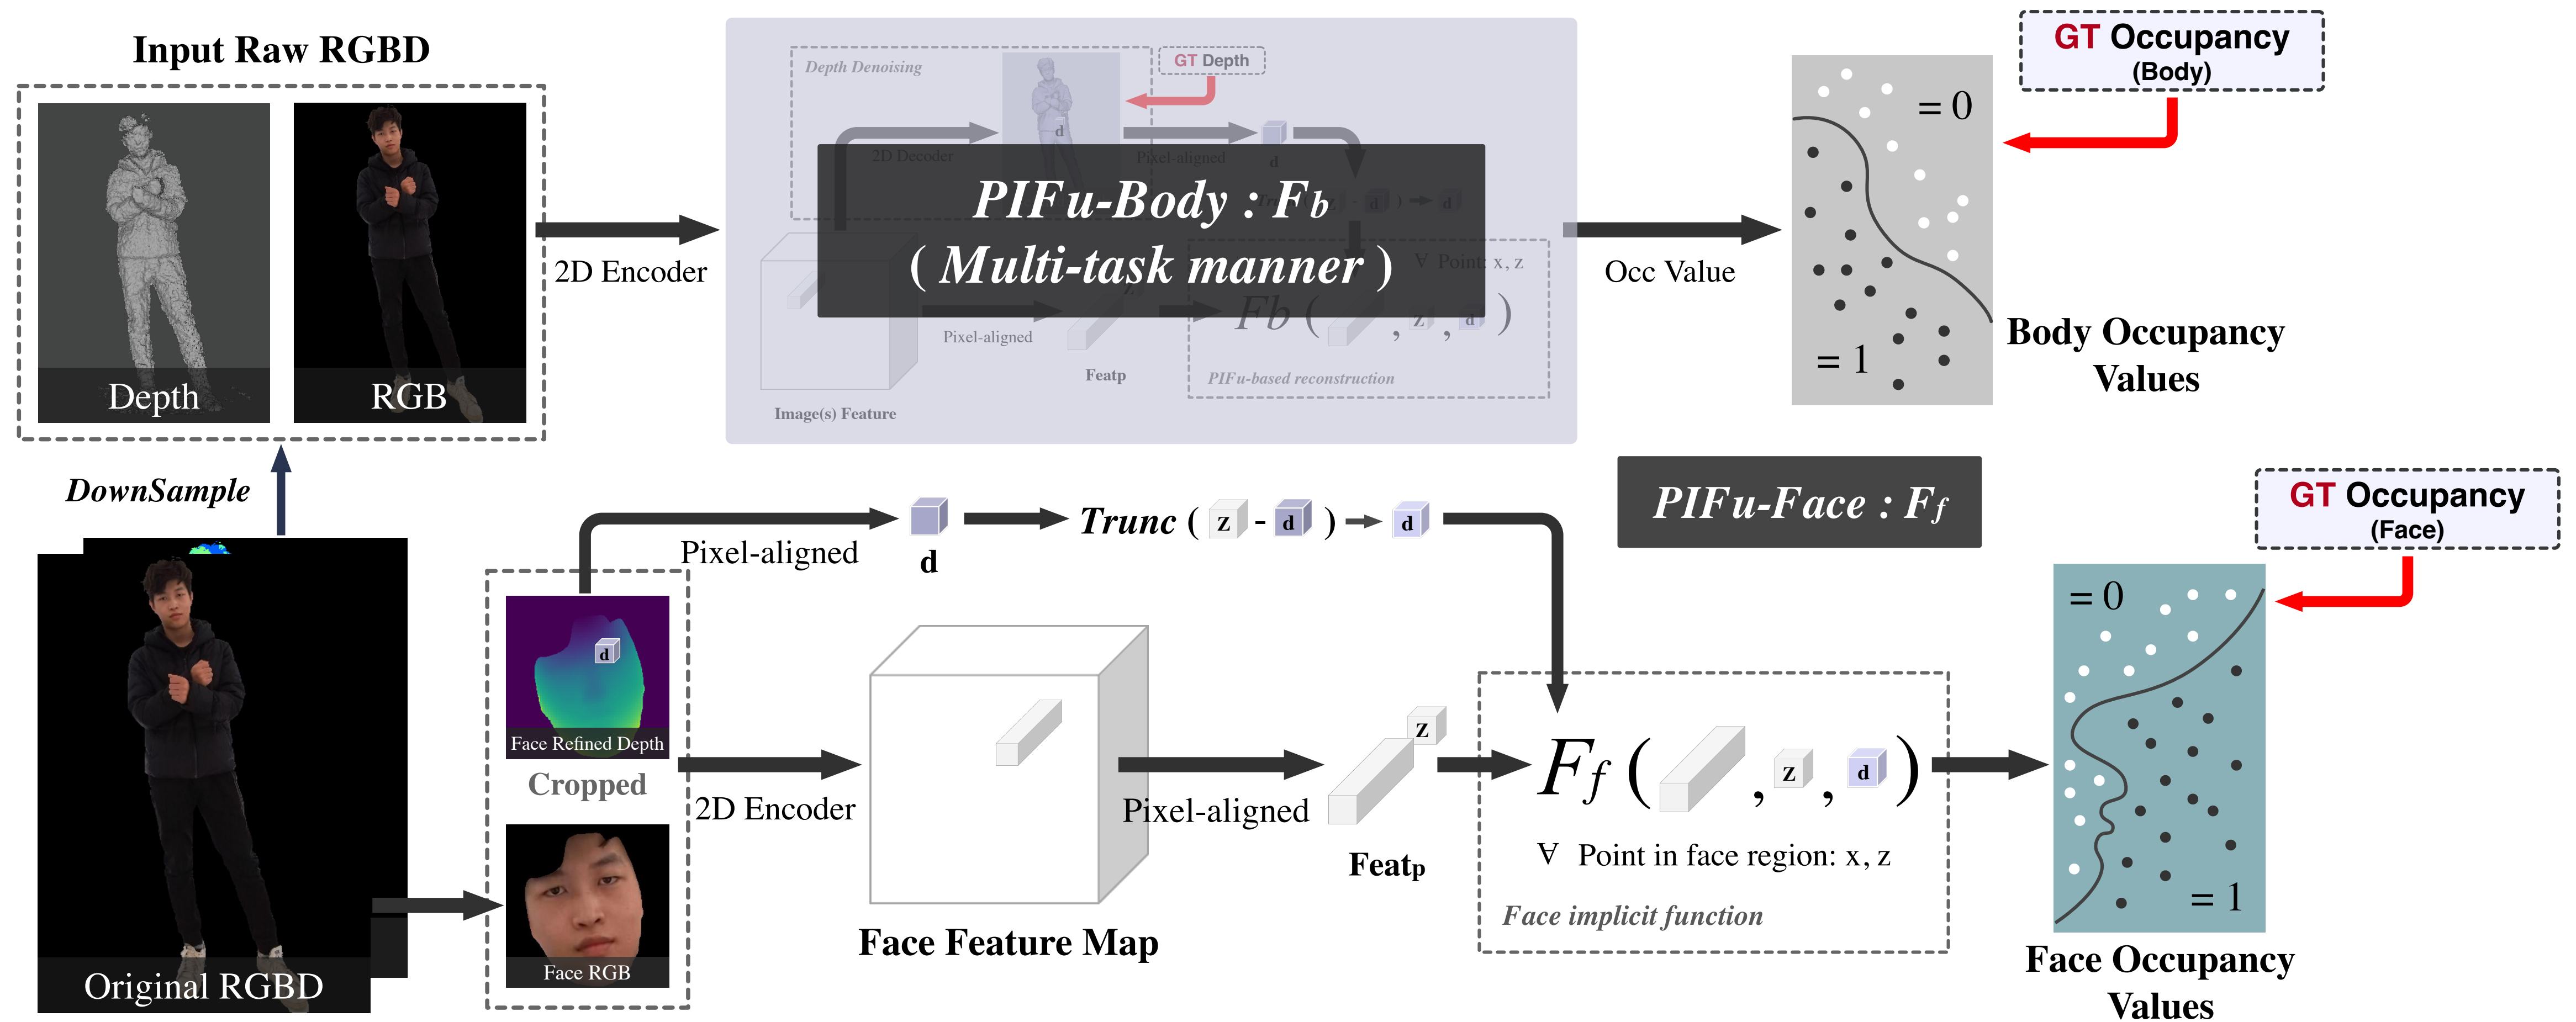 Input Raw RGBD
Depth
RGB
2D Encoder
Depth Denoising
GT Depth
d
2D Decoder
Pixel-aligned
d
PIFu-Body : Fb
( Multi-task manner )
- d ) d
∀ Point: x, z
Pixel-aligned
Featp
Fb ( , z , d )
PIFu-based reconstruction
Image(s) Feature
Occ Value
= 0
= 1
GT Occupancy
(Body)
Body Occupancy
Values
DownSample
Original RGBD
d
Face Refined Depth
Cropped
Face RGB
Pixel-aligned
d
Trunc ( z - d ) d
2D Encoder
Face Feature Map
Pixel-aligned
z
Featp
PIFu-Face : Ff
Ff ( , z , d )
∀ Point in face region: x, z
Face implicit function
GT Occupancy
(Face)
= 0
= 1
Face Occupancy
Values